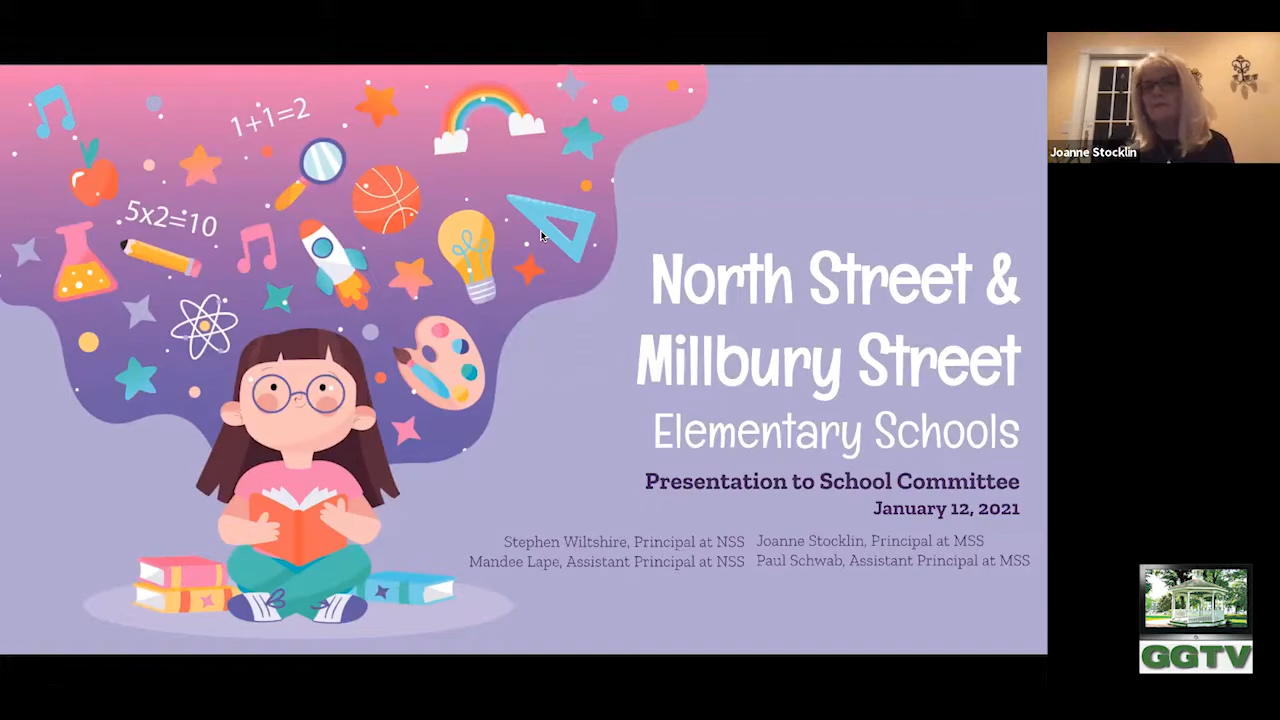 1+1=2
5x2=10
North Street &
Millbury Street
Elementary Schools
Presentation to School Committee
January 12, 2021
Stephen Wiltshire, Principal at NSS
Mandee Lape, Assistant Principal at NSS
Joanne Stocklin, Principal at MSS
Paul Schwab, Assistant Principal at MSS
Joanne Stocklin
GGTV